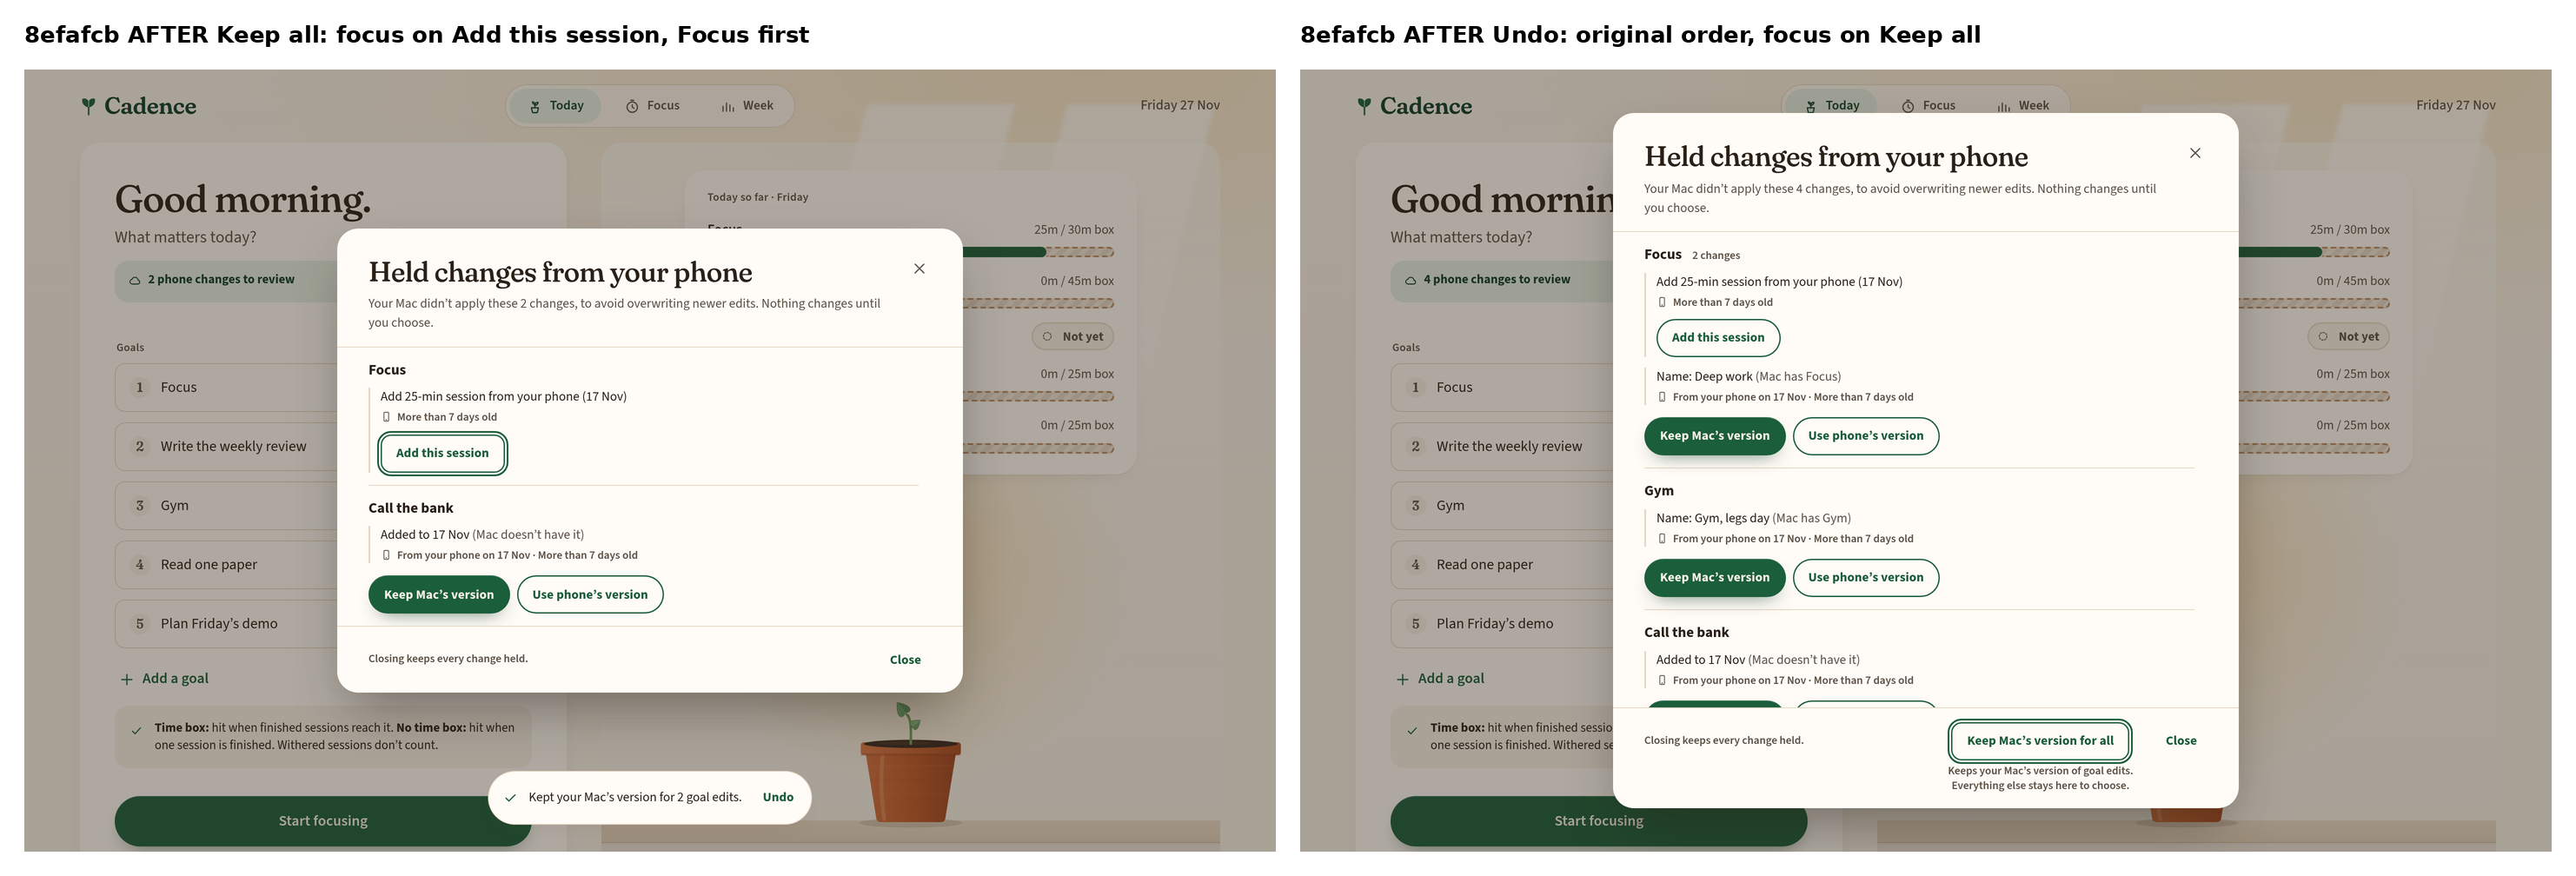 8efafcb AFTER Keep all: focus on Add this session, Focus first
Cadence
Today
Focus
Week
Friday 27 Nov
Good morning.
What matters today?
2 phone changes to review
Goals
1 Focus
2 Write the weekly review
3 Gym
4 Read one paper
5 Plan Friday’s demo
Add a goal
Time box: hit when finished sessions reach it. No time box: hit when
one session is finished. Withered sessions don’t count.
Start focusing
Today so far · Friday
25m / 30m box
0m / 45m box
Not yet
0m / 25m box
0m / 25m box
Held changes from your phone
Your Mac didn’t apply these 2 changes, to avoid overwriting newer edits. Nothing changes until
you choose.
Focus
Add 25-min session from your phone (17 Nov)
More than 7 days old
Add this session
Call the bank
Added to 17 Nov (Mac doesn’t have it)
From your phone on 17 Nov · More than 7 days old
Keep Mac’s version
Use phone’s version
Closing keeps every change held.
Close
Kept your Mac’s version for 2 goal edits.
Undo
8efafcb AFTER Undo: original order, focus on Keep all
Cadence
Today
Focus
Week
Friday 27 Nov
Good mornin
What matters today?
4 phone changes to review
Goals
1 Focus
2 Write the weekly review
3 Gym
4 Read one paper
5 Plan Friday’s demo
Add a goal
Time box: hit when finished sessio
one session is finished. Withered se
Start focusing
25m / 30m box
0m / 45m box
Not yet
0m / 25m box
0m / 25m box
Held changes from your phone
Your Mac didn’t apply these 4 changes, to avoid overwriting newer edits. Nothing changes until
you choose.
Focus 2 changes
Add 25-min session from your phone (17 Nov)
More than 7 days old
Add this session
Name: Deep work (Mac has Focus)
From your phone on 17 Nov · More than 7 days old
Keep Mac’s version
Use phone’s version
Gym
Name: Gym, legs day (Mac has Gym)
From your phone on 17 Nov · More than 7 days old
Keep Mac’s version
Use phone’s version
Call the bank
Added to 17 Nov (Mac doesn’t have it)
From your phone on 17 Nov · More than 7 days old
Closing keeps every change held.
Keep Mac’s version for all
Close
Keeps your Mac’s version of goal edits.
Everything else stays here to choose.